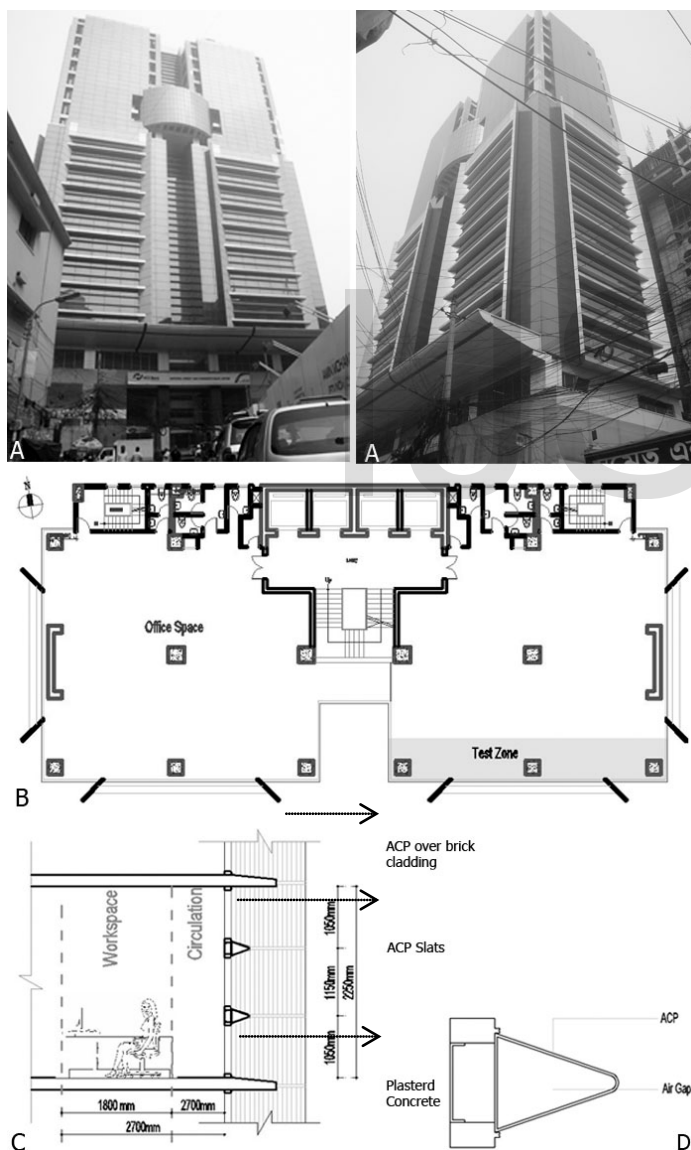 A
A
N
Office Space
Test Zone
B
ACP over brick
cladding
Workspace
Circulation
1050mm
1150mm
2250mm
1050mm
ACP Slats
Plasterd
Concrete
1800 mm
2700mm
2700mm
C
ACP
Air Gap
D